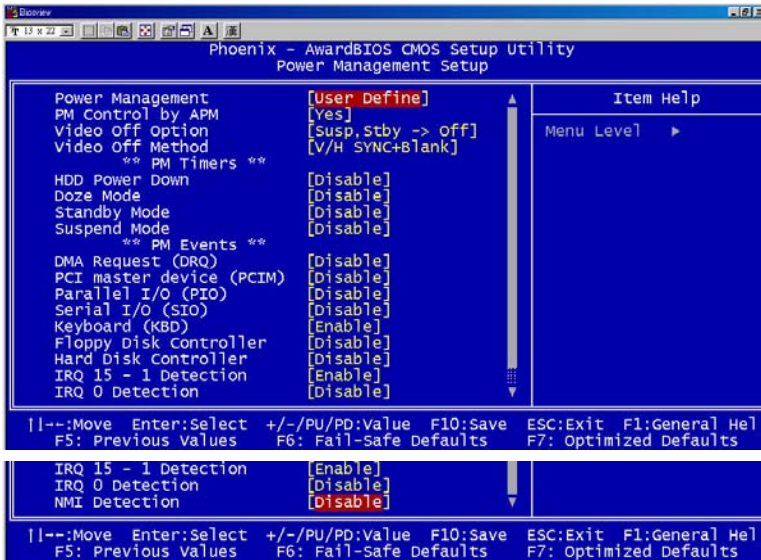 Biosview
13 x 22
A
漢
Phoenix - AwardBIOS CMOS Setup Utility
Power Management Setup
Power Management [User Define]
PM Control by APM [Yes]
Video Off Option [Susp,Stby -> Off]
Video Off Method [V/H SYNC+Blank]
** PM Timers **
HDD Power Down [Disable]
Doze Mode [Disable]
Standby Mode [Disable]
Suspend Mode [Disable]
** PM Events **
DMA Request (DRQ) [Disable]
PCI master device (PCIM) [Disable]
Parallel I/O (PIO) [Disable]
Serial I/O (SIO) [Disable]
Keyboard (KBD) [Enable]
Floppy Disk Controller [Disable]
Hard Disk Controller [Disable]
IRQ 15 - 1 Detection [Enable]
IRQ 0 Detection [Disable]
Item Help
Menu Level ►
↑↓→←:Move Enter:Select +/-/PU/PD:Value F10:Save ESC:Exit F1:General Hel
F5: Previous Values F6: Fail-Safe Defaults F7: Optimized Defaults
IRQ 15 - 1 Detection [Enable]
IRQ 0 Detection [Disable]
NMI Detection [Disable]
↑↓→←:Move Enter:Select +/-/PU/PD:Value F10:Save ESC:Exit F1:General Hel
F5: Previous Values F6: Fail-Safe Defaults F7: Optimized Defaults